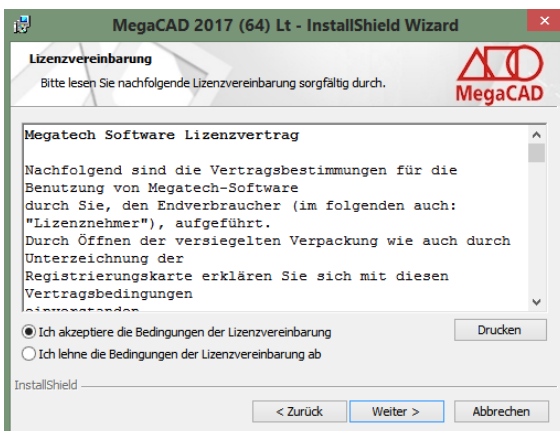 MegaCAD 2017 (64) Lt - InstallShield Wizard
Lizenzvereinbarung
Bitte lesen Sie nachfolgende Lizenzvereinbarung sorgfältig durch.
MegaCAD
Megatech Software Lizenzvertrag
Nachfolgend sind die Vertragsbestimmungen für die
Benutzung von Megatech-Software
durch Sie, den Endverbraucher (im folgenden auch:
"Lizenznehmer"), aufgeführt.
Durch Öffnen der versiegelten Verpackung wie auch durch
Unterzeichnung der
Registrierungskarte erklären Sie sich mit diesen
Vertragsbedingungen
einverstanden
Ich akzeptiere die Bedingungen der Lizenzvereinbarung
Drucken
Ich lehne die Bedingungen der Lizenzvereinbarung ab
InstallShield
< Zurück
Weiter >
Abbrechen